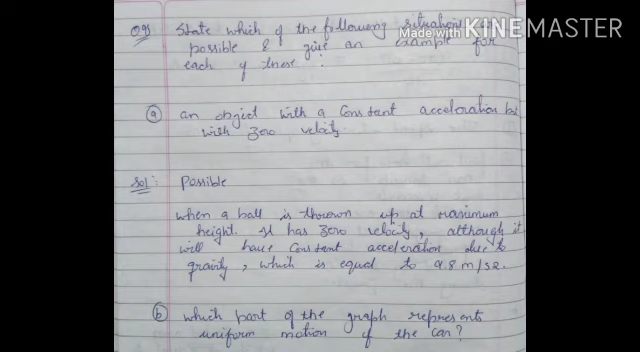 Made with KINEMASTER
Q9) State which of the following situations are
possible & give an example for
each of these :
(a) an object with a constant acceleration but
with zero velocity.
Sol: Possible
when a ball is thrown up at maximum
height. It has zero velocity, although it
will have constant acceleration due to
gravity, which is equal to 9.8 m/s2.
(b) which part of the graph represents
uniform motion of the car?